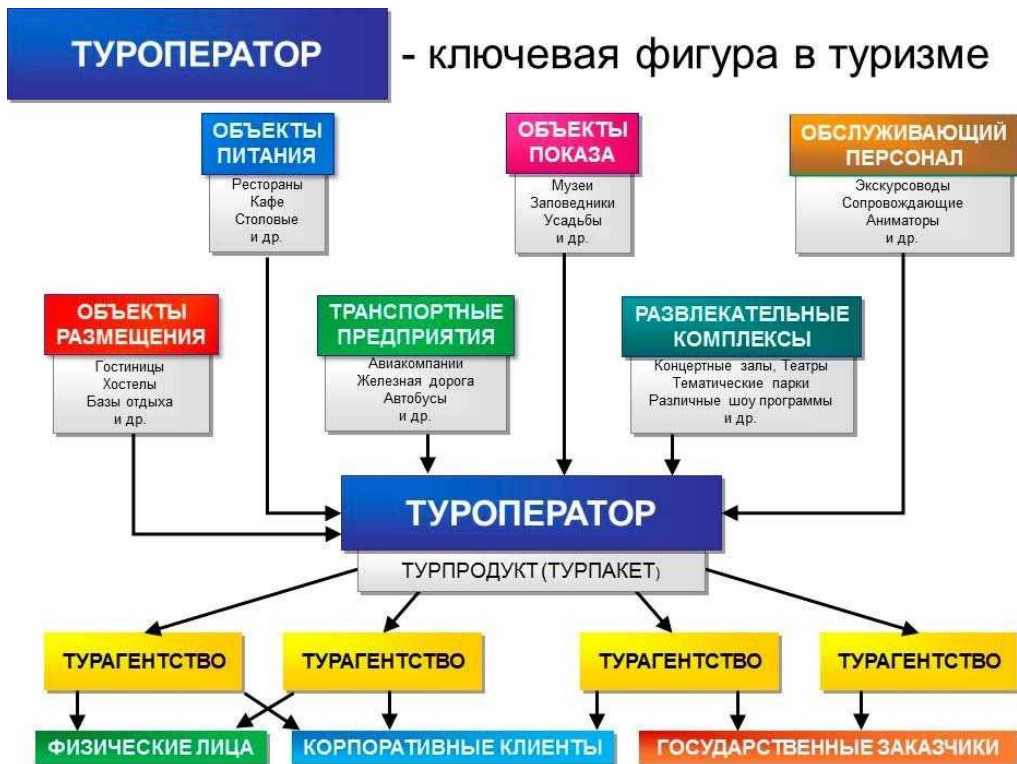 ТУРОПЕРАТОР - ключевая фигура в туризме
ОБЪЕКТЫ
ПИТАНИЯ
Рестораны
Кафе
Столовые
и др.
ОБЪЕКТЫ
ПОКАЗА
Музеи
Заповедники
Усадьбы
и др.
ОБСЛУЖИВАЮЩИЙ
ПЕРСОНАЛ
Экскурсоводы
Сопровождающие
Аниматоры
и др.
ОБЪЕКТЫ
РАЗМЕЩЕНИЯ
Гостиницы
Хостелы
Базы отдыха
и др.
ТРАНСПОРТНЫЕ
ПРЕДПРИЯТИЯ
Авиакомпании
Железная дорога
Автобусы
и др.
РАЗВЛЕКАТЕЛЬНЫЕ
КОМПЛЕКСЫ
Концертные залы, Театры
Тематические парки
Различные шоу программы
и др.
ТУРОПЕРАТОР
ТУРПРОДУКТ (ТУРПАКЕТ)
ТУРАГЕНТСТВО
ТУРАГЕНТСТВО
ТУРАГЕНТСТВО
ТУРАГЕНТСТВО
ФИЗИЧЕСКИЕ ЛИЦА
КОРПОРАТИВНЫЕ КЛИЕНТЫ
ГОСУДАРСТВЕННЫЕ ЗАКАЗЧИКИ